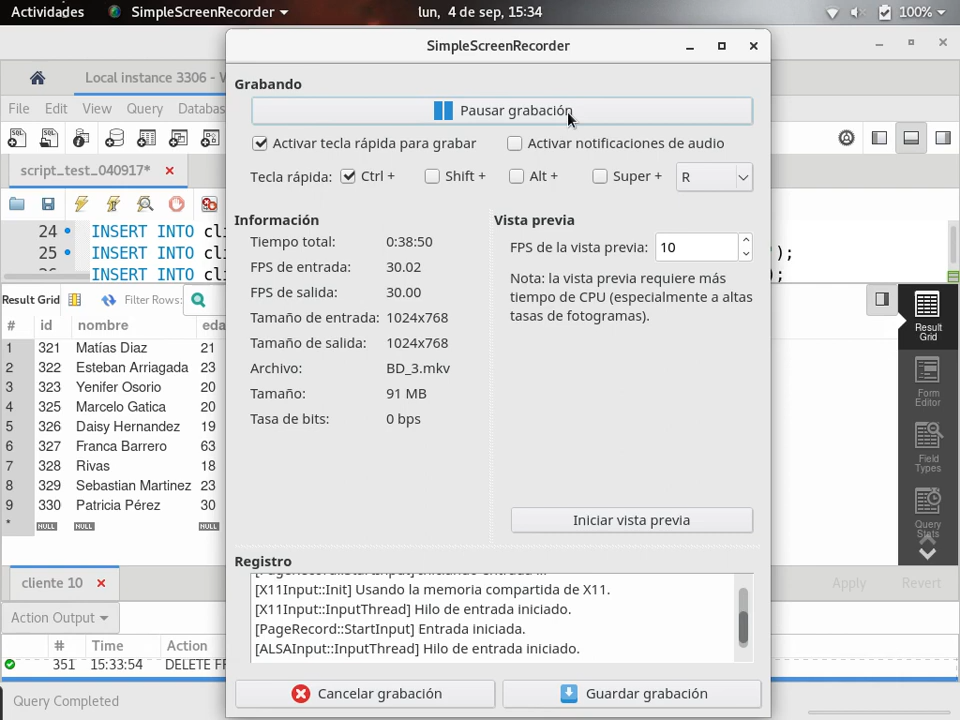 Actividades
SimpleScreenRecorder
lun, 4 de sep, 15:34
100%
SimpleScreenRecorder
Local instance 3306 - W
File Edit View Query Databas
script_test_040917*
24 INSERT INTO cli
25 INSERT INTO cli
INSERT INTO cli
);
Result Grid Filter Rows:
# id nombre eda
1 321 Matías Diaz 21
2 322 Esteban Arriagada 23
3 323 Yenifer Osorio 20
4 325 Marcelo Gatica 20
5 326 Daisy Hernandez 19
6 327 Franca Barrero 63
7 328 Rivas 18
8 329 Sebastian Martinez 23
9 330 Patricia Pérez 30
* NULL NULL NULL
cliente 10
Apply Revert
Action Output
# Time Action
351 15:33:54 DELETE FR
Query Completed
Result
Grid
Form
Editor
Field
Types
Query
Stats
Grabando
Pausar grabación
Activar tecla rápida para grabar
Activar notificaciones de audio
Tecla rápida: Ctrl + Shift + Alt + Super + R
Información
Tiempo total: 0:38:50
FPS de entrada: 30.02
FPS de salida: 30.00
Tamaño de entrada: 1024x768
Tamaño de salida: 1024x768
Archivo: BD_3.mkv
Tamaño: 91 MB
Tasa de bits: 0 bps
Vista previa
FPS de la vista previa: 10
Nota: la vista previa requiere más
tiempo de CPU (especialmente a altas
tasas de fotogramas).
Iniciar vista previa
Registro
[X11Input::Init] Usando la memoria compartida de X11.
[X11Input::InputThread] Hilo de entrada iniciado.
[PageRecord::StartInput] Entrada iniciada.
[ALSAInput::InputThread] Hilo de entrada iniciado.
Cancelar grabación
Guardar grabación